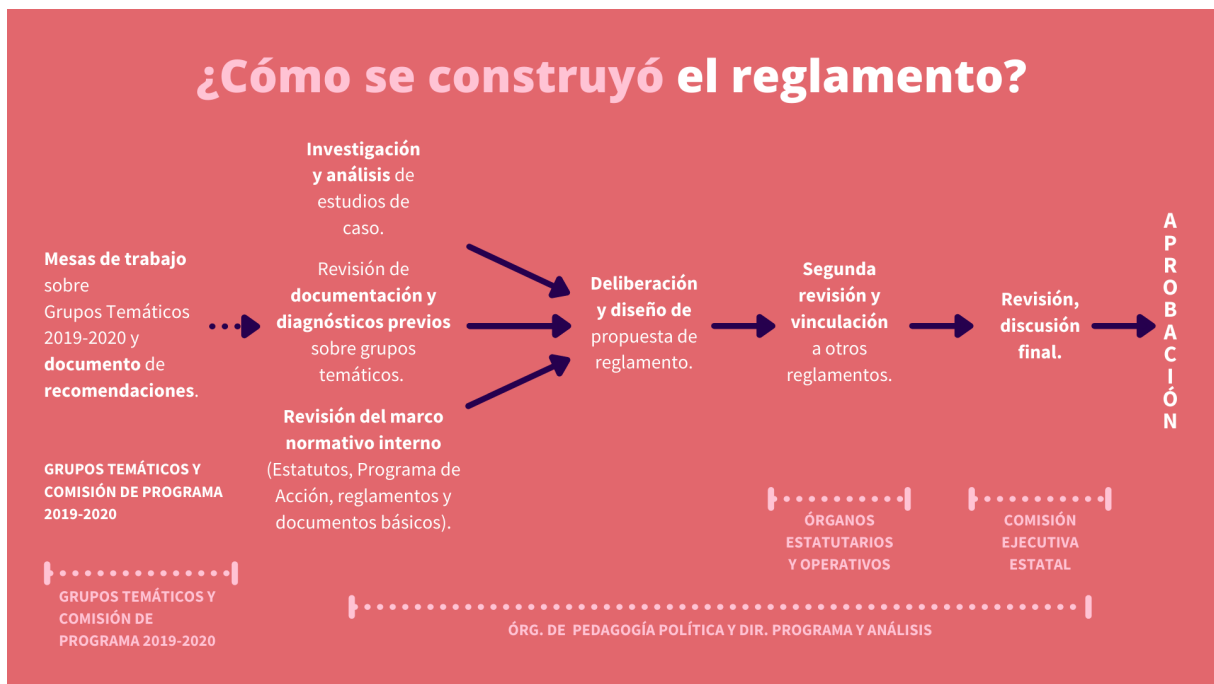 ¿Cómo se construyó el reglamento?
Mesas de trabajo
sobre
Grupos Temáticos
2019-2020 y
documento de
recomendaciones.
GRUPOS TEMÁTICOS Y
COMISIÓN DE PROGRAMA
2019-2020
Investigación
y análisis de
estudios de
caso.
Revisión de
documentación y
diagnósticos previos
sobre grupos
temáticos.
Revisión del marco
normativo interno
(Estatutos, Programa de
Acción, reglamentos y
documentos básicos).
Deliberación
y diseño de
propuesta de
reglamento.
Segunda
revisión y
vinculación
a otros
reglamentos.
Revisión,
discusión
final.
APROBACIÓN
ÓRGANOS
ESTATUTARIOS
Y OPERATIVOS
COMISIÓN
EJECUTIVA
ESTATAL
GRUPOS TEMÁTICOS Y
COMISIÓN DE
PROGRAMA 2019-2020
ÓRG. DE PEDAGOGÍA POLÍTICA Y DIR. PROGRAMA Y ANÁLISIS